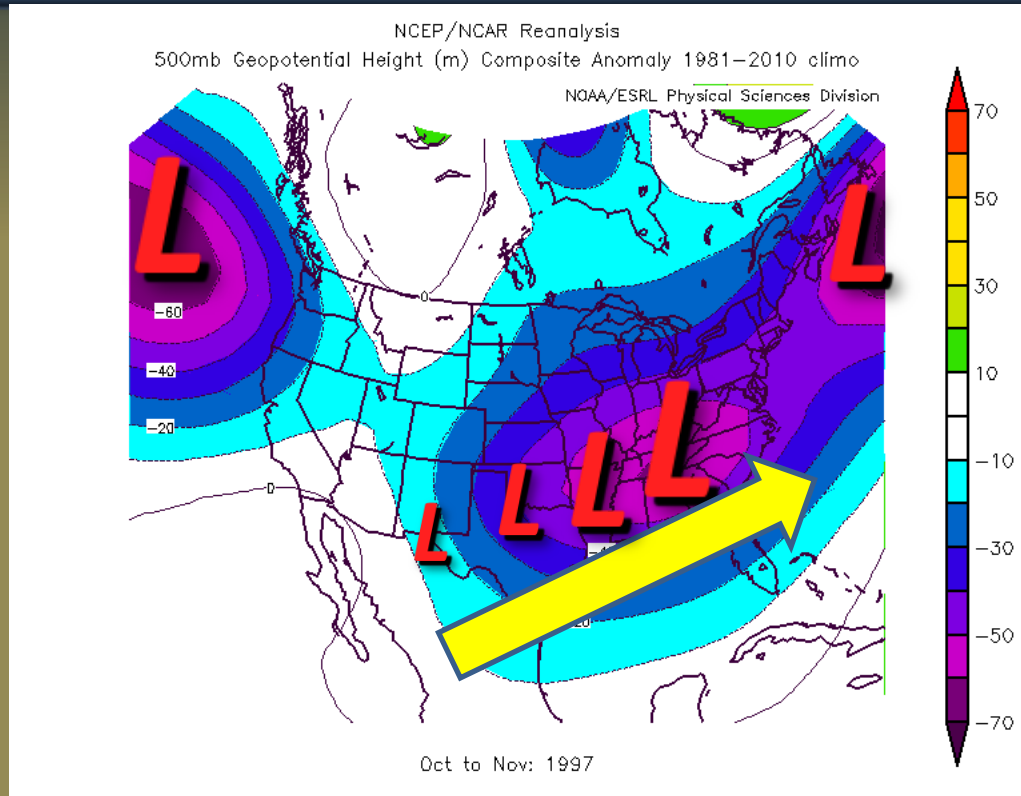 NCEP/NCAR Reanalysis
500mb Geopotential Height (m) Composite Anomaly 1981-2010 climo
NOAA/ESRL Physical Sciences Division
70
50
30
10
-10
-30
-50
-70
L
L
0
-60
-40
-20
0
L
L
L
L
20
Oct to Nov: 1997